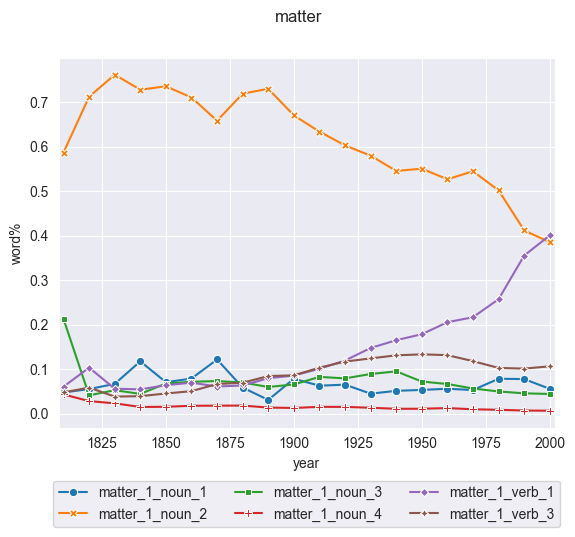 matter
0.7
0.6
0.5
0.4
0.3
0.2
0.1
0.0
word%
1825 1850 1875 1900 1925 1950 1975 2000
year
matter_1_noun_1 matter_1_noun_3 matter_1_verb_1
matter_1_noun_2 matter_1_noun_4 matter_1_verb_3